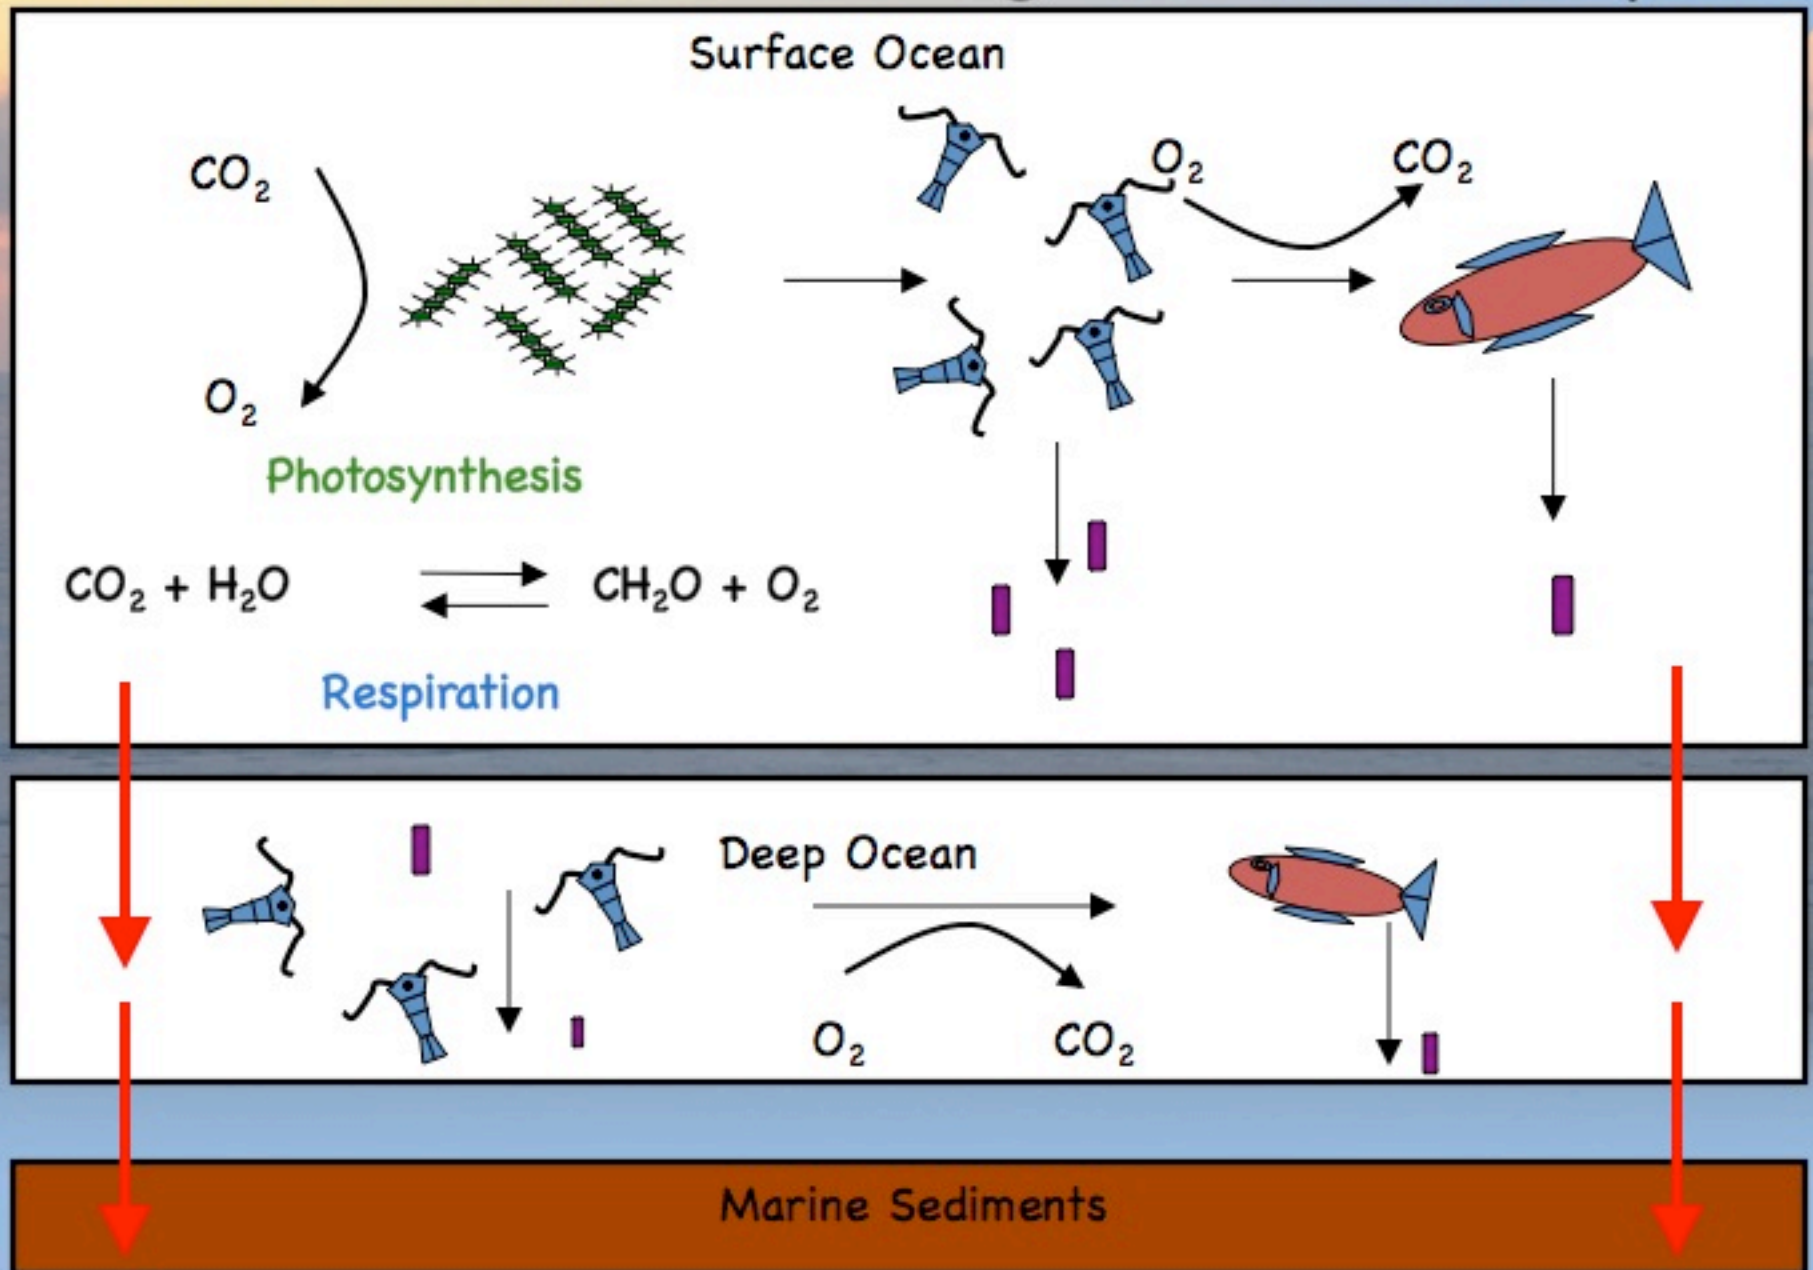 Surface Ocean
CO₂
O₂
CO₂
O₂
Photosynthesis
CO₂ + H₂O
CH₂O + O₂
Respiration
Deep Ocean
O₂
CO₂
Marine Sediments